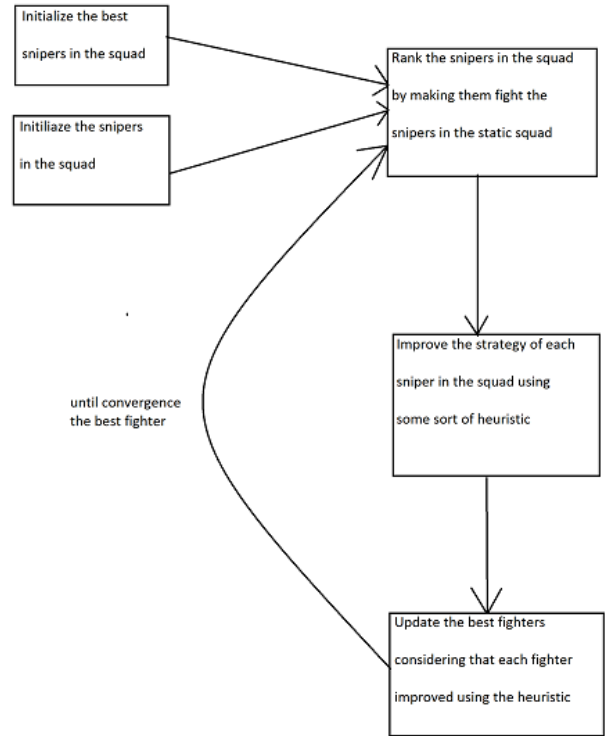 Initialize the best
snipers in the squad
Initiliaze the snipers
in the squad
Rank the snipers in the squad
by making them fight the
snipers in the static squad
Improve the strategy of each
sniper in the squad using
some sort of heuristic
until convergence
the best fighter
Update the best fighters
considering that each fighter
improved using the heuristic